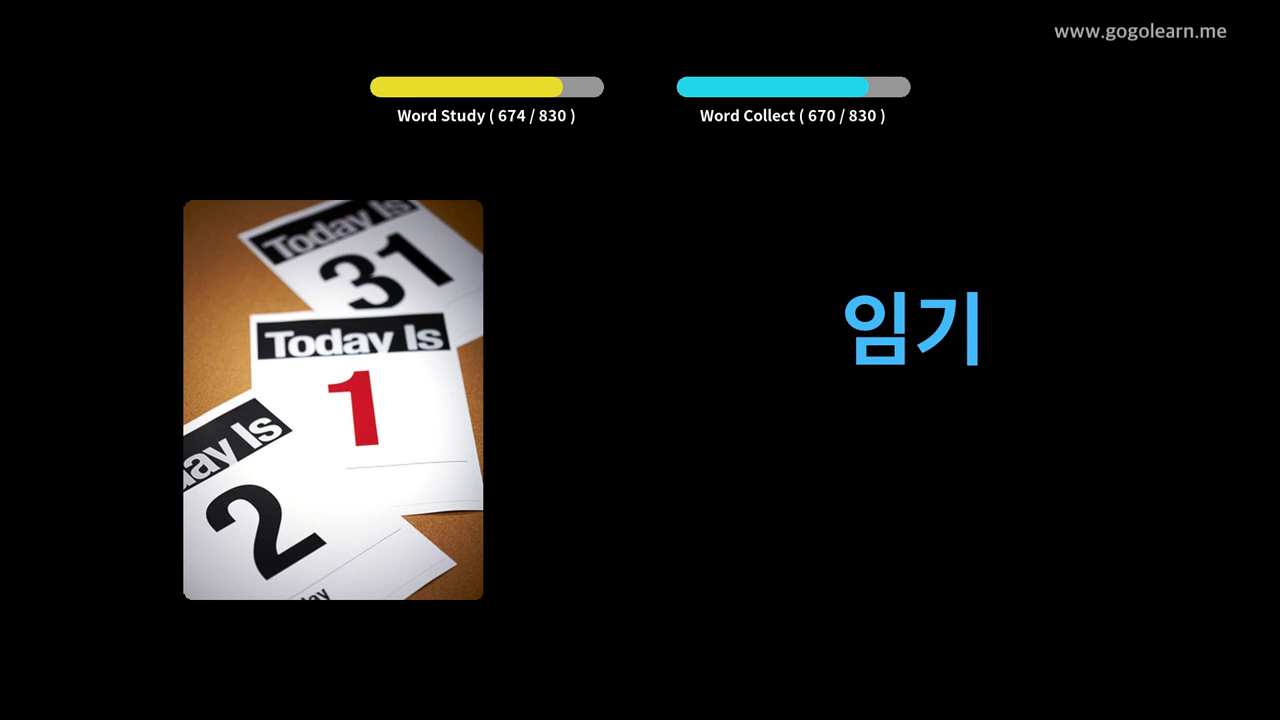 www.gogolearn.me
Word Study ( 674 / 830 )
Word Collect ( 670 / 830 )
Today Is
31
Today Is
1
ay Is
2
ay
임기